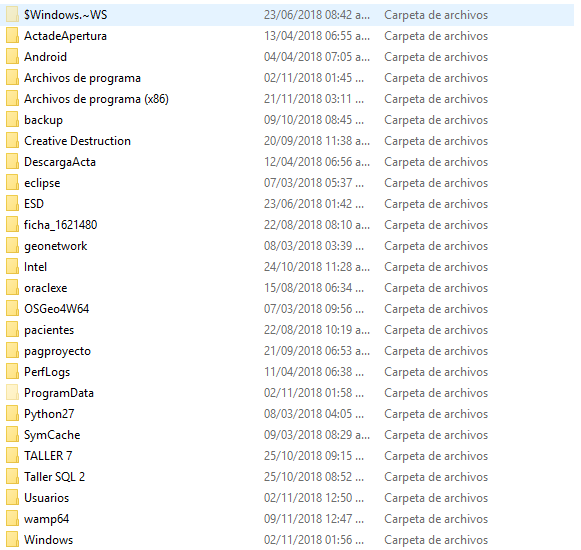 $Windows.~WS 23/06/2018 08:42 a... Carpeta de archivos
ActadeApertura 13/04/2018 06:55 a... Carpeta de archivos
Android 04/04/2018 07:05 a... Carpeta de archivos
Archivos de programa 02/11/2018 01:45 ... Carpeta de archivos
Archivos de programa (x86) 21/11/2018 03:11 ... Carpeta de archivos
backup 09/10/2018 08:45 ... Carpeta de archivos
Creative Destruction 20/09/2018 11:38 a... Carpeta de archivos
DescargaActa 12/04/2018 06:56 a... Carpeta de archivos
eclipse 07/03/2018 05:37 ... Carpeta de archivos
ESD 23/06/2018 01:42 ... Carpeta de archivos
ficha_1621480 22/08/2018 08:10 a... Carpeta de archivos
geonetwork 08/03/2018 03:39 ... Carpeta de archivos
Intel 24/10/2018 11:28 a... Carpeta de archivos
oraclexe 15/08/2018 06:34 ... Carpeta de archivos
OSGeo4W64 07/03/2018 09:56 ... Carpeta de archivos
pacientes 22/08/2018 10:19 a... Carpeta de archivos
pagproyecto 21/09/2018 06:53 a... Carpeta de archivos
PerfLogs 11/04/2018 06:38 ... Carpeta de archivos
ProgramData 02/11/2018 01:58 ... Carpeta de archivos
Python27 08/03/2018 04:05 ... Carpeta de archivos
SymCache 09/03/2018 08:29 a... Carpeta de archivos
TALLER 7 25/10/2018 09:15 ... Carpeta de archivos
Taller SQL 2 25/10/2018 08:52 ... Carpeta de archivos
Usuarios 02/11/2018 12:50 ... Carpeta de archivos
wamp64 09/11/2018 12:47 ... Carpeta de archivos
Windows 02/11/2018 01:56 ... Carpeta de archivos